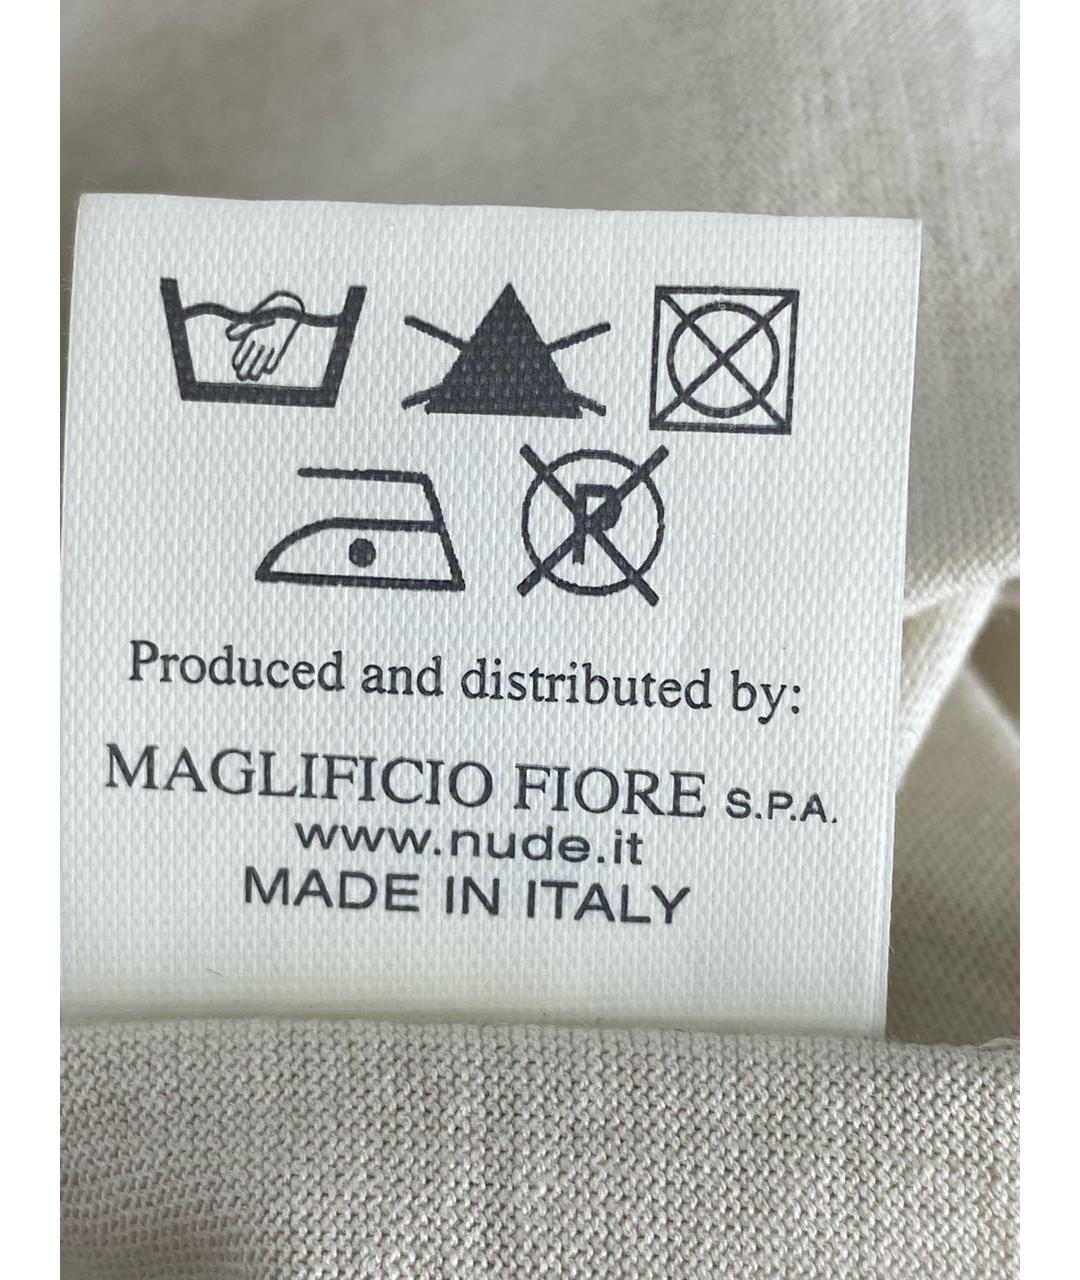 P
Produced and distributed by:
MAGLIFICIO FIORE S.P.A.
www.nude.it
MADE IN ITALY